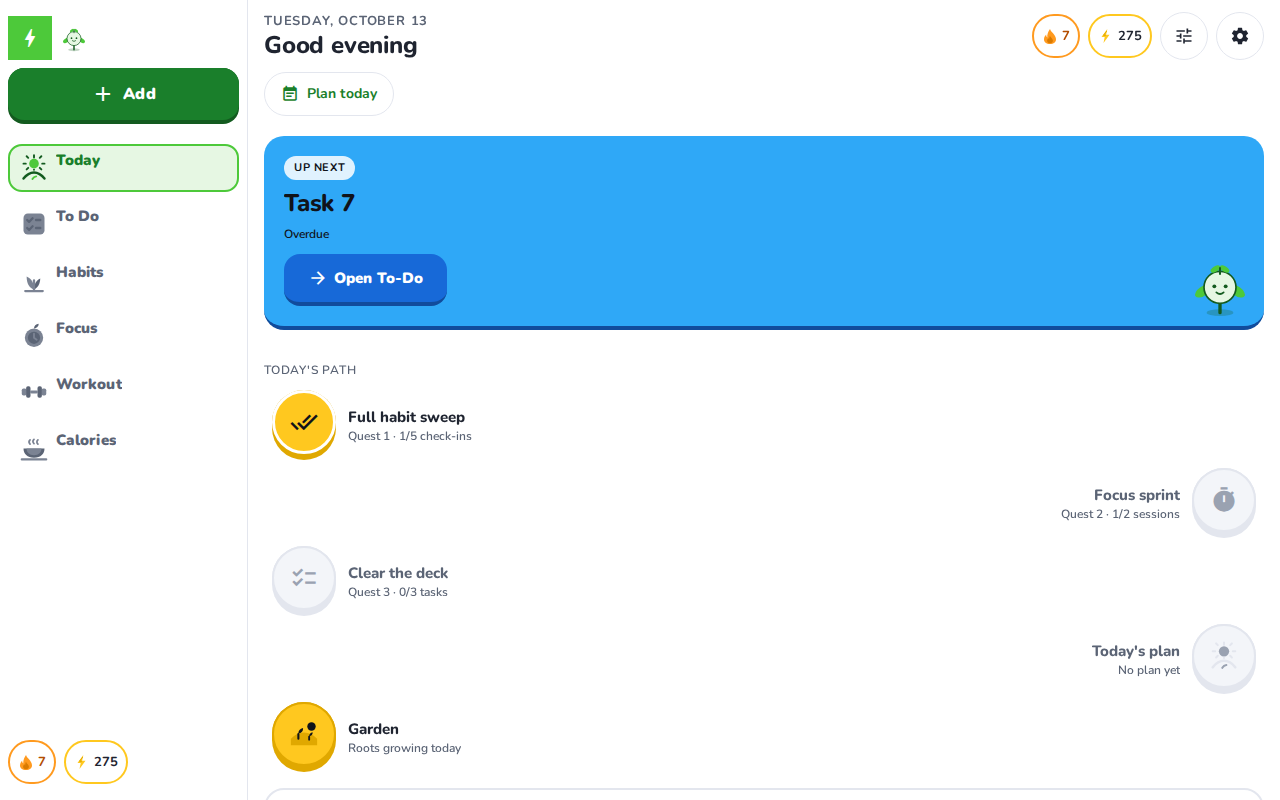 Add
Today
To Do
Habits
Focus
Workout
Calories
7
275
TUESDAY, OCTOBER 13
Good evening
7
275
Plan today
UP NEXT
Task 7
Overdue
Open To-Do
TODAY'S PATH
Full habit sweep
Quest 1 · 1/5 check-ins
Focus sprint
Quest 2 · 1/2 sessions
Clear the deck
Quest 3 · 0/3 tasks
Today's plan
No plan yet
Garden
Roots growing today